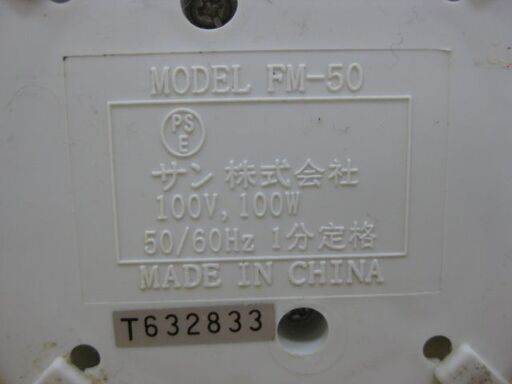 MODEL FM-50
PS
E
サン株式会社
100V, 100W
50/60Hz 1分定格
MADE IN CHINA
T632833